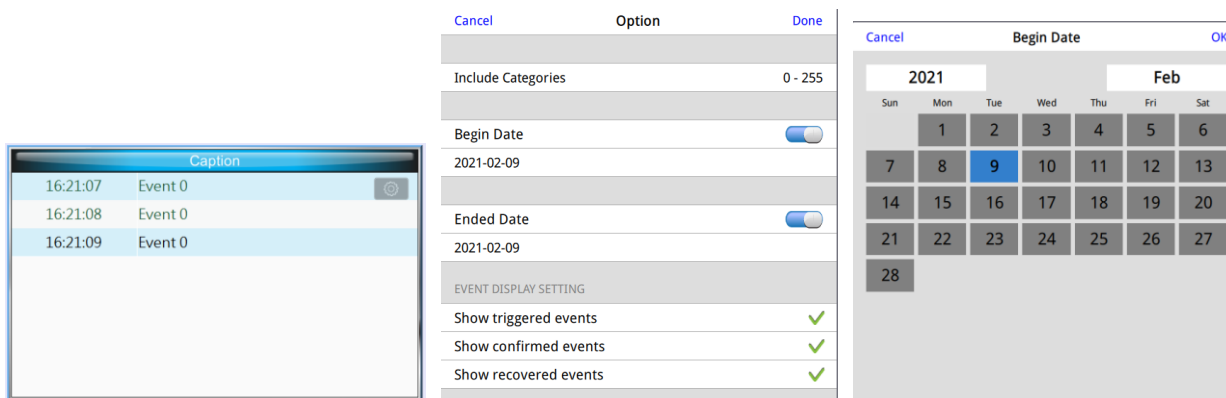 Caption
16:21:07 Event 0
16:21:08 Event 0
16:21:09 Event 0
Cancel Option Done
Include Categories 0 - 255
Begin Date
2021-02-09
Ended Date
2021-02-09
EVENT DISPLAY SETTING
Show triggered events
Show confirmed events
Show recovered events
Cancel Begin Date OK
2021 Feb
Sun Mon Tue Wed Thu Fri Sat
1 2 3 4 5 6
7 8 9 10 11 12 13
14 15 16 17 18 19 20
21 22 23 24 25 26 27
28